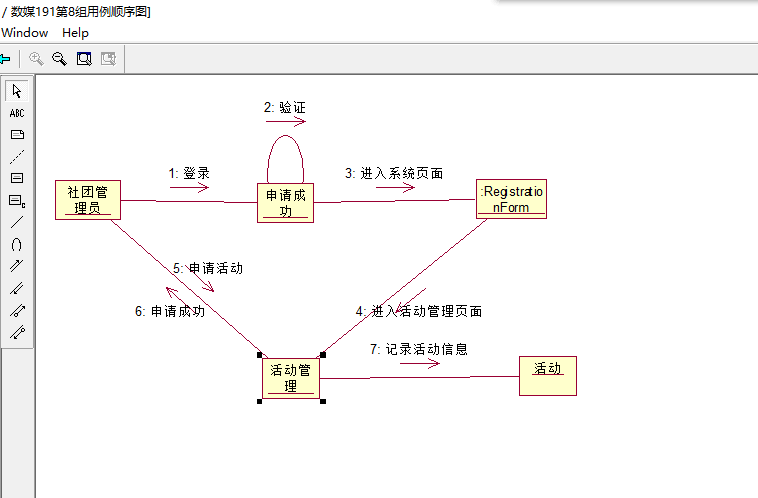 / 数媒191第8组用例顺序图]
Window Help
ABC
2: 验证
1: 登录
3: 进入系统页面
社团管
理员
申请成
功
:Registratio
nForm
5: 申请活动
6: 申请成功
4: 进入活动管理页面
7: 记录活动信息
活动管
理
活动